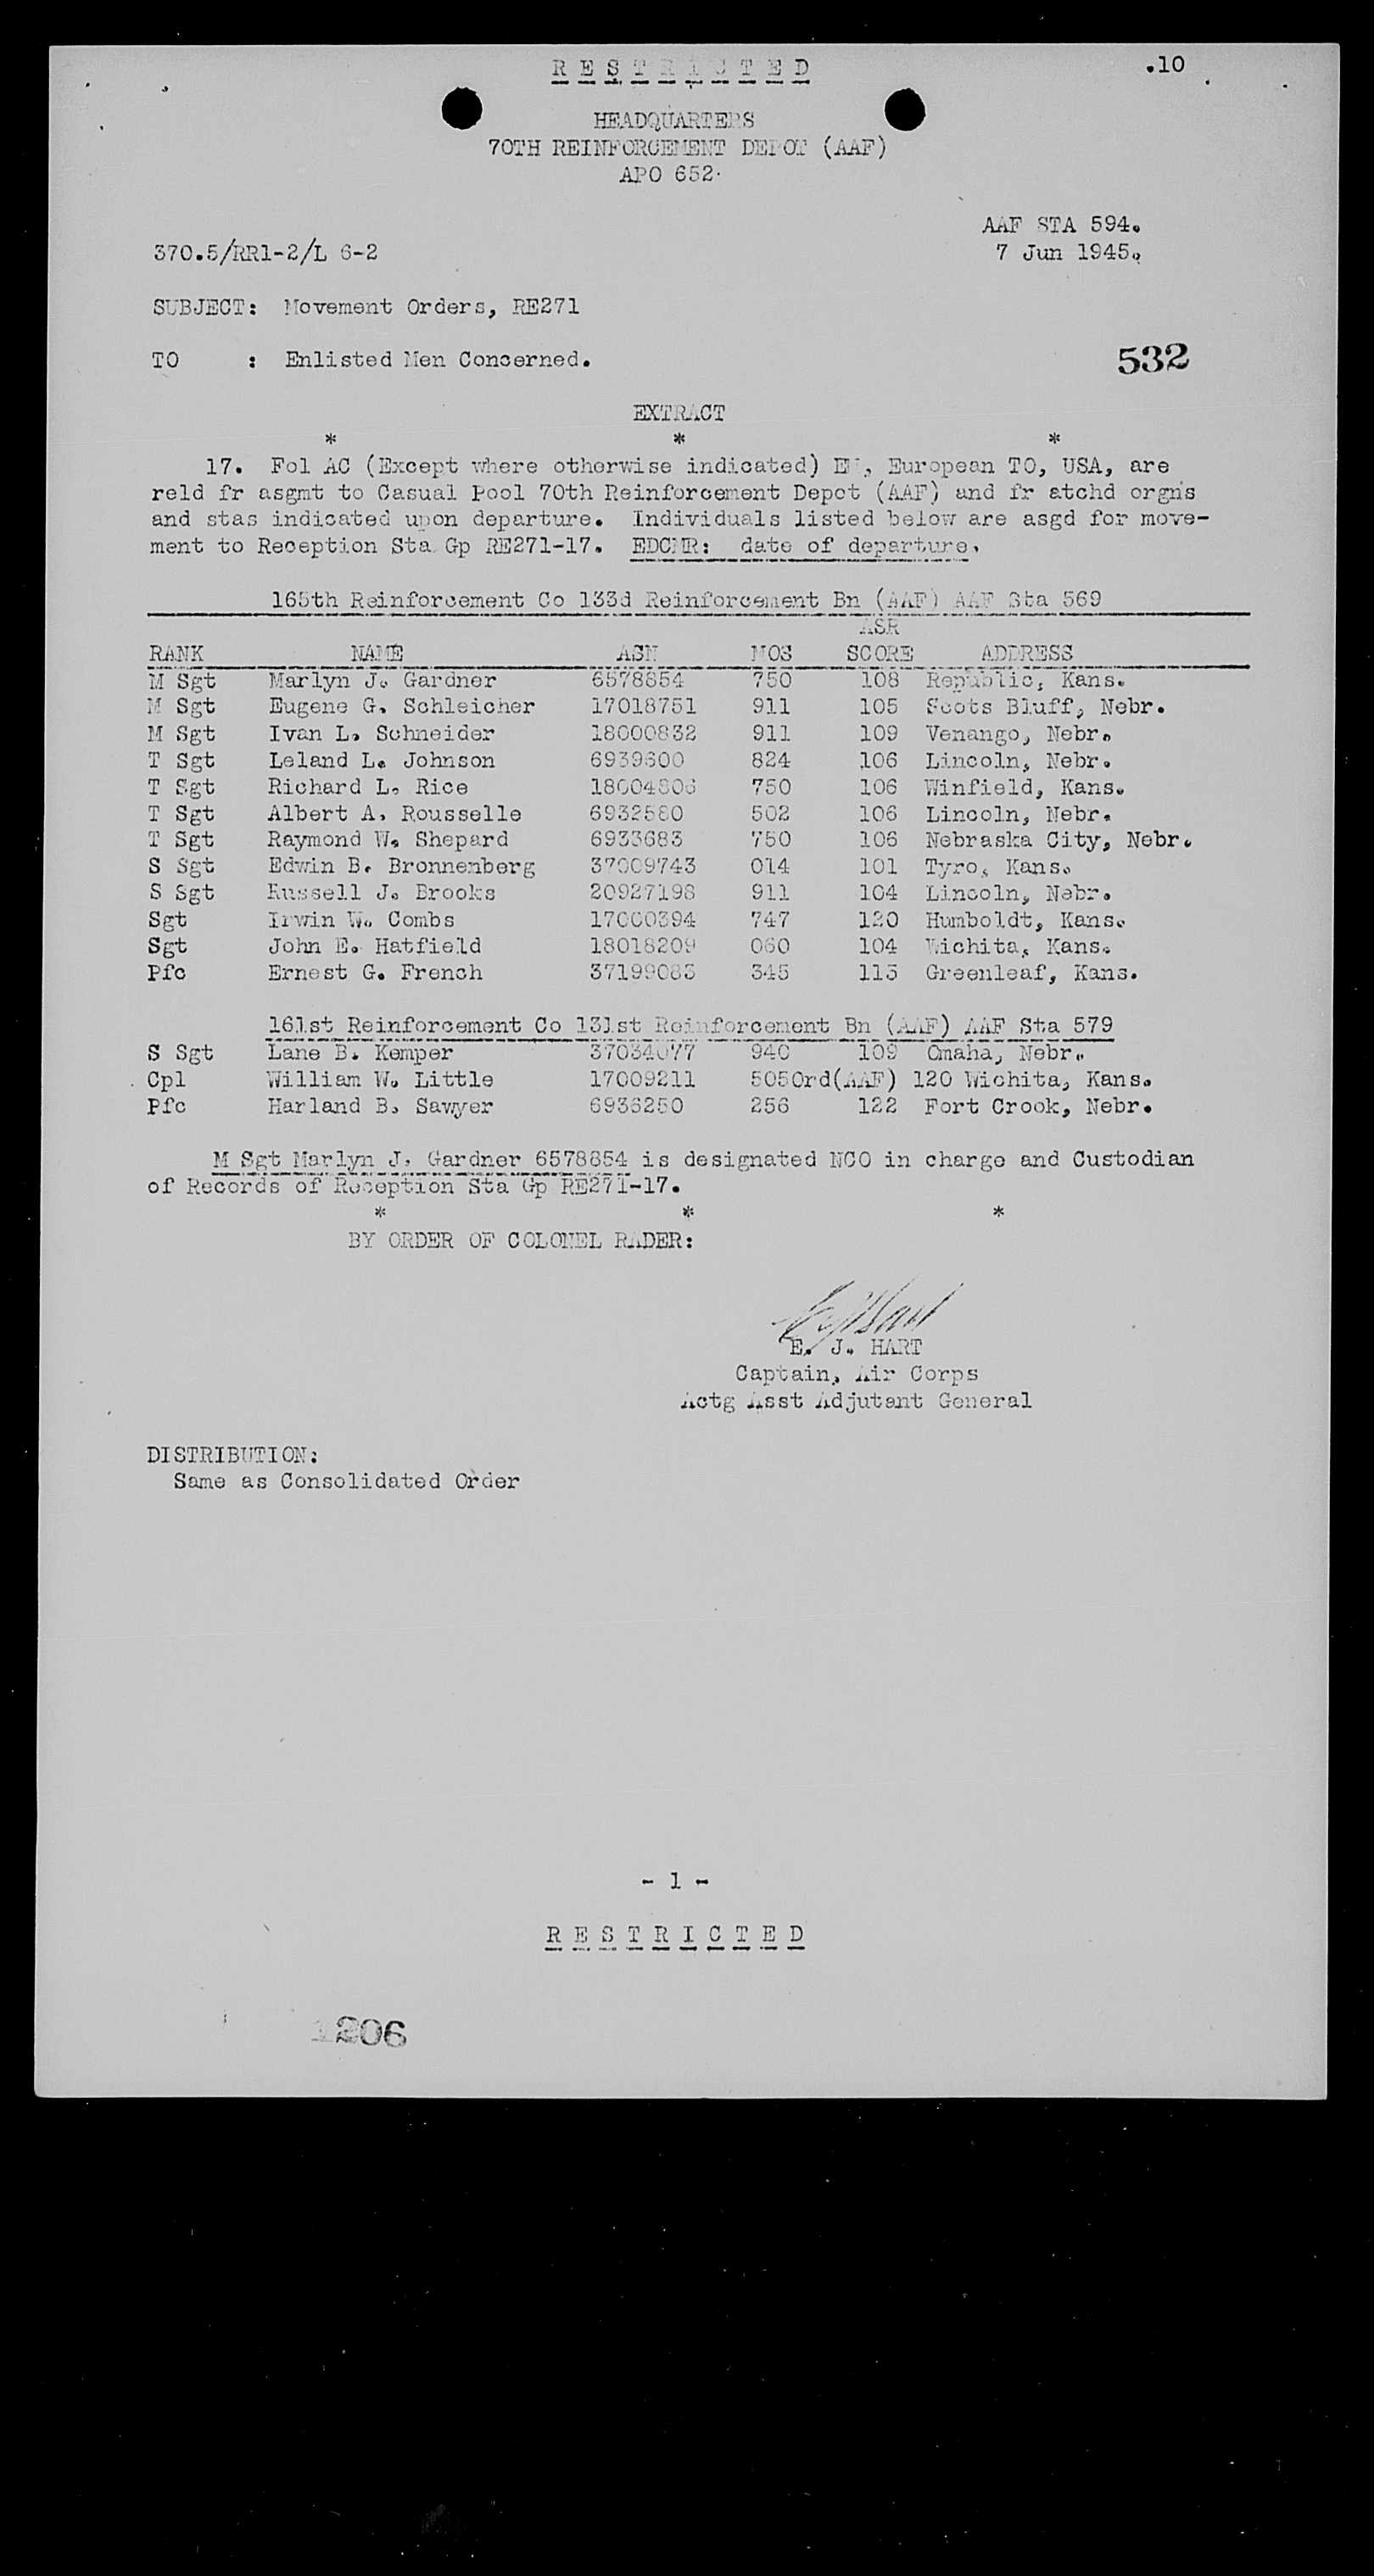 R E S T R I C T E D
.10
HEADQUARTERS
70TH REINFORCEMENT DEPOT (AAF)
APO 652.
AAF STA 594.
370.5/RR1-2/L 6-2
7 Jun 1945.
SUBJECT: Movement Orders, RE271
TO : Enlisted Men Concerned.
532
EXTRACT
* * *
17. Fol AC (Except where otherwise indicated) EM, European TO, USA, are
reld fr asgmt to Casual Pool 70th Reinforcement Depot (AAF) and fr atchd orgns
and stas indicated upon departure. Individuals listed below are asgd for move-
ment to Reception Sta Gp RE271-17. EDCMR: date of departure.
165th Reinforcement Co 133d Reinforcement Bn (AAF) AAF Sta 569
ASR
RANK NAME ASN MOS SCORE ADDRESS
M Sgt Marlyn J. Gardner 6578854 750 108 Republic, Kans.
M Sgt Eugene G. Schleicher 17018751 911 105 Scots Bluff, Nebr.
M Sgt Ivan L. Schneider 18000832 911 109 Venango, Nebr.
T Sgt Leland L. Johnson 6939600 824 106 Lincoln, Nebr.
T Sgt Richard L. Rice 750 106 Winfield, Kans.
T Sgt Albert A. Rousselle 6932580 502 106 Lincoln, Nebr.
T Sgt Raymond W. Shepard 6933683 750 106 Nebraska City, Nebr.
S Sgt Edwin B. Bronnenberg 37009743 014 101 Tyro, Kans.
S Sgt Russell J. Brooks 20927198 911 104 Lincoln, Nebr.
Sgt Irwin W. Combs 17000394 747 120 Humboldt, Kans.
Sgt John E. Hatfield 18018209 060 104 Wichita, Kans.
Pfc Ernest G. French 345 113 Greenleaf, Kans.
161st Reinforcement Co 131st Reinforcement Bn (AAF) AAF Sta 579
S Sgt Lane B. Kemper 37034077 940 109 Omaha, Nebr.
Cpl William W. Little 17009211 505Ord(AAF) 120 Wichita, Kans.
Pfc Harland B. Sawyer 6936250 256 122 Fort Crook, Nebr.
M Sgt Marlyn J. Gardner 6578854 is designated NCO in charge and Custodian
of Records of Reception Sta Gp RE271-17.
* * *
BY ORDER OF COLONEL RADER:
E J Hart
E. J. HART
Captain, Air Corps
Actg Asst Adjutant General
DISTRIBUTION:
Same as Consolidated Order
- 1 -
R E S T R I C T E D
1206